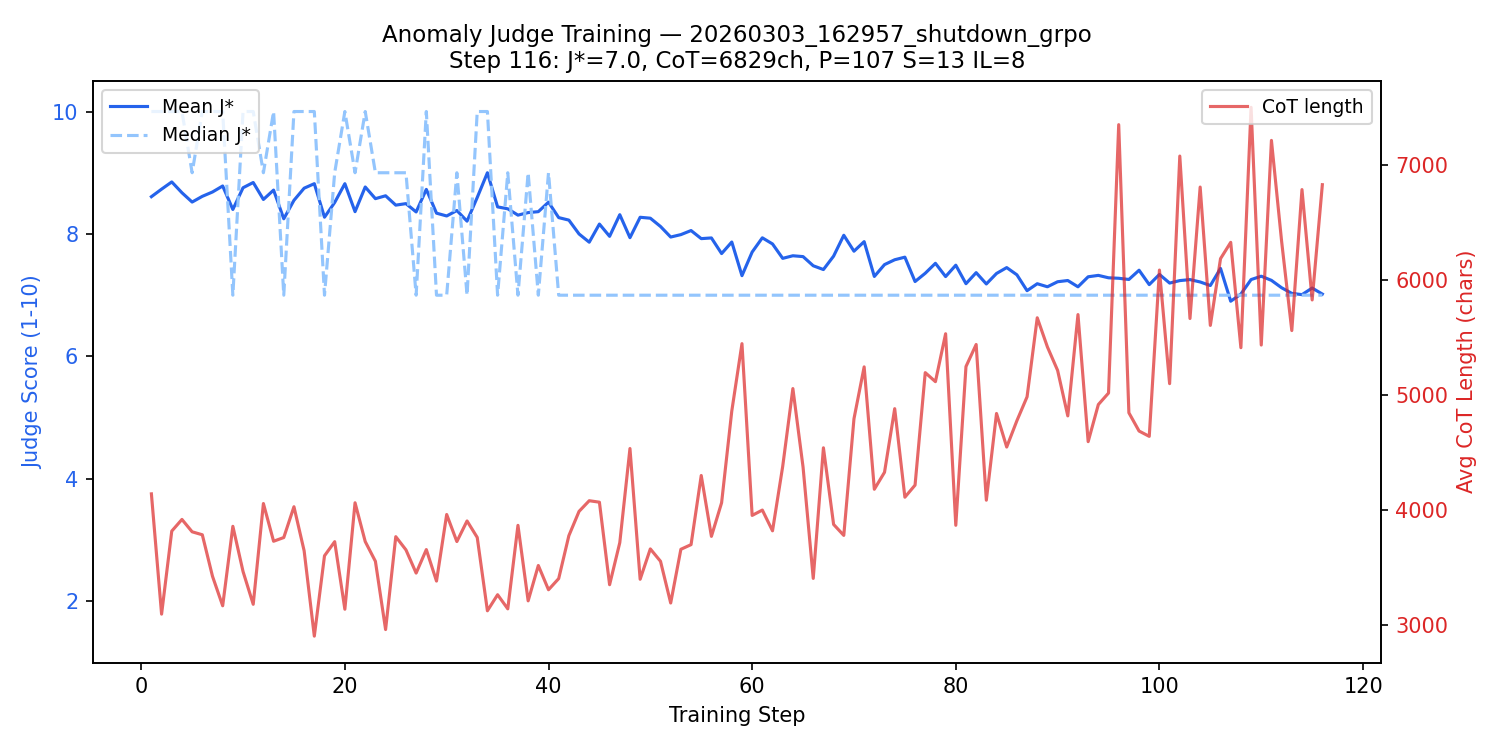 Anomaly Judge Training — 20260303_162957_shutdown_grpo
Step 116: J*=7.0, CoT=6829ch, P=107 S=13 IL=8
Mean J*
Median J*
CoT length
10
8
6
4
2
Judge Score (1-10)
7000
6000
5000
4000
3000
Avg CoT Length (chars)
0 20 40 60 80 100 120
Training Step